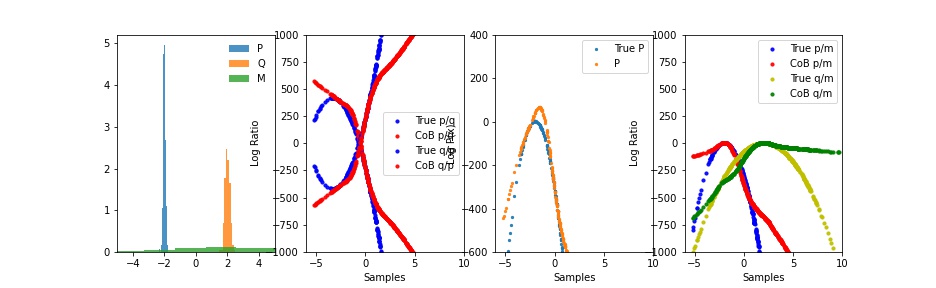 5
4
3
2
1
0
−4
−2
0
2
4
P
Q
M
Log Ratio
1000
750
500
250
0
−250
−500
−750
1000
−5
0
5
10
Samples
True p/q
CoB p/q
True q/p
CoB q/p
400
200
0
−200
−400
−600
−5
0
5
10
Samples
True P
P
Log Ratio
1000
750
500
250
0
−250
−500
−750
1000
−5
0
5
10
Samples
True p/m
CoB p/m
True q/m
CoB q/m